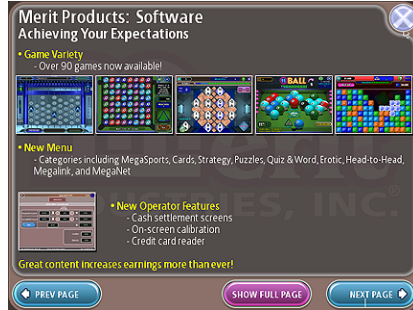 Merit Products: Software
Achieving Your Expectations
• Game Variety
- Over 90 games now available!
BALL
• New Menu
- Categories including MegaSports, Cards, Strategy, Puzzles, Quiz & Word, Erotic, Head-to-Head,
Megalink, and MegaNet
• New Operator Features
- Cash settlement screens
- On-screen calibration
- Credit card reader
INDUSTRIES, INC.
Great content increases earnings more than ever!
PREV PAGE
SHOW FULL PAGE
NEXT PAGE